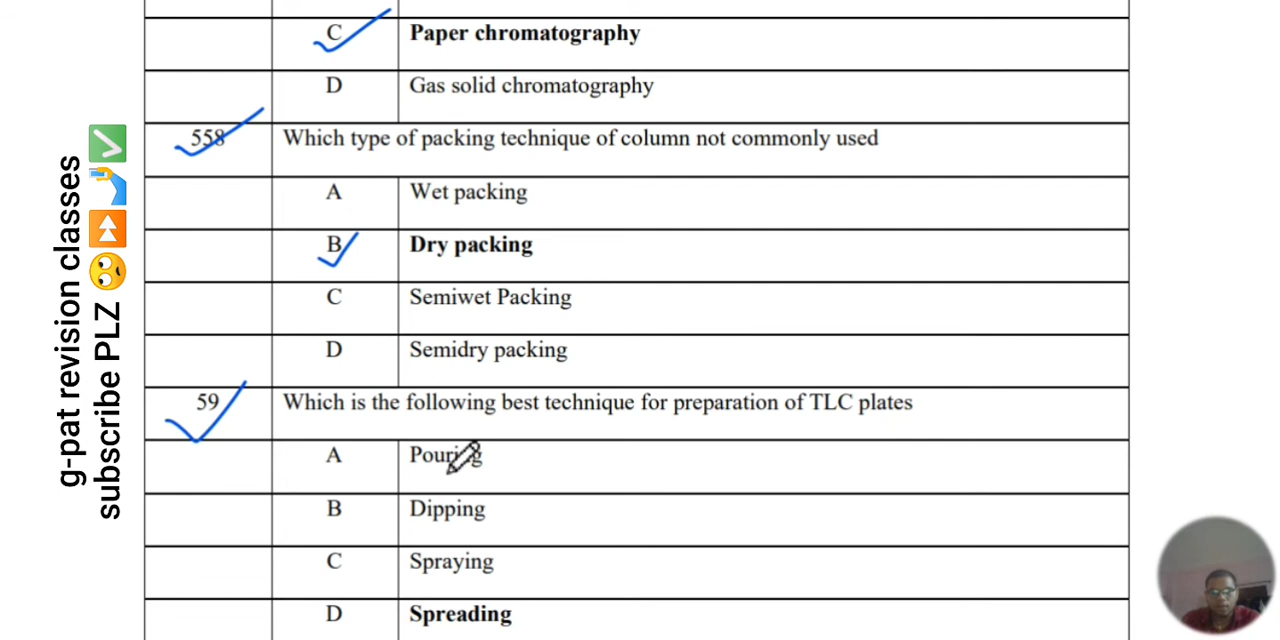 C Paper chromatography
D Gas solid chromatography
558 Which type of packing technique of column not commonly used
A Wet packing
B Dry packing
C Semiwet Packing
D Semidry packing
59 Which is the following best technique for preparation of TLC plates
A Pouring
B Dipping
C Spraying
D Spreading
g-pat revision classes
subscribe PLZ